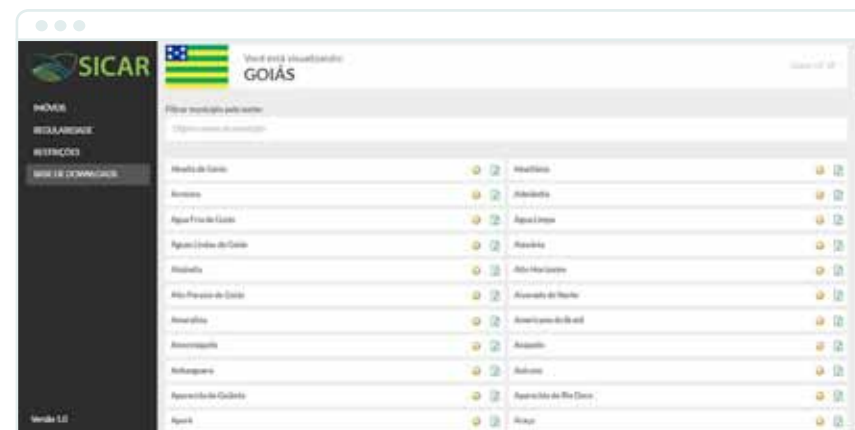 SICAR
Você está visualizando:
GOIÁS
IMÓVEIS
REGULARIDADE
RESTRIÇÕES
BASE DE DOWNLOADS
Filtrar município pelo nome:
Abadia de Goiás
Abadiânia
Acreúna
Adelândia
Água Fria de Goiás
Água Limpa
Águas Lindas de Goiás
Alexânia
Aloândia
Alto Horizonte
Alto Paraíso de Goiás
Alvorada do Norte
Amaralina
Americano do Brasil
Amorinópolis
Anápolis
Anhanguera
Anicuns
Aparecida de Goiânia
Aparecida do Rio Doce
Aporé
Araçu
Versão 1.0